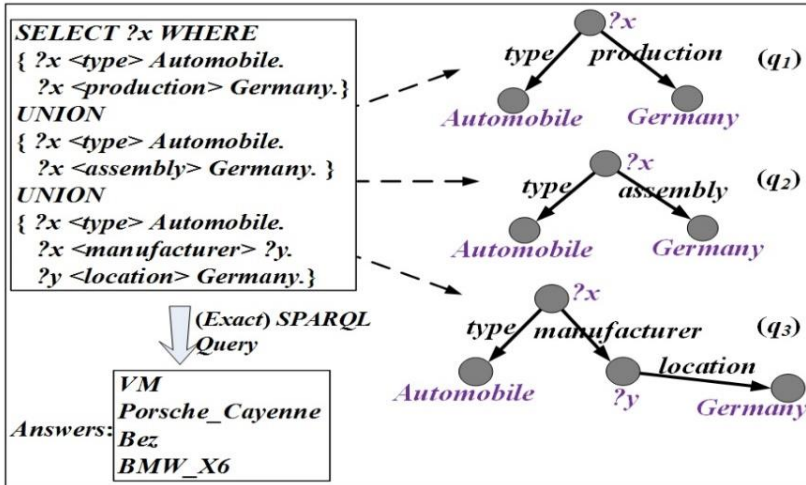 SELECT ?x WHERE
{ ?x <type> Automobile.
?x <production> Germany.}
UNION
{ ?x <type> Automobile.
?x <assembly> Germany. }
UNION
{ ?x <type> Automobile.
?x <manufacturer> ?y.
?y <location> Germany.}
(Exact) SPARQL
Query
Answers:
VM
Porsche_Cayenne
Bez
BMW_X6
?x
type production (q1)
Automobile Germany
?x
type assembly (q2)
Automobile Germany
?x
type manufacturer (q3)
location
Automobile ?y Germany